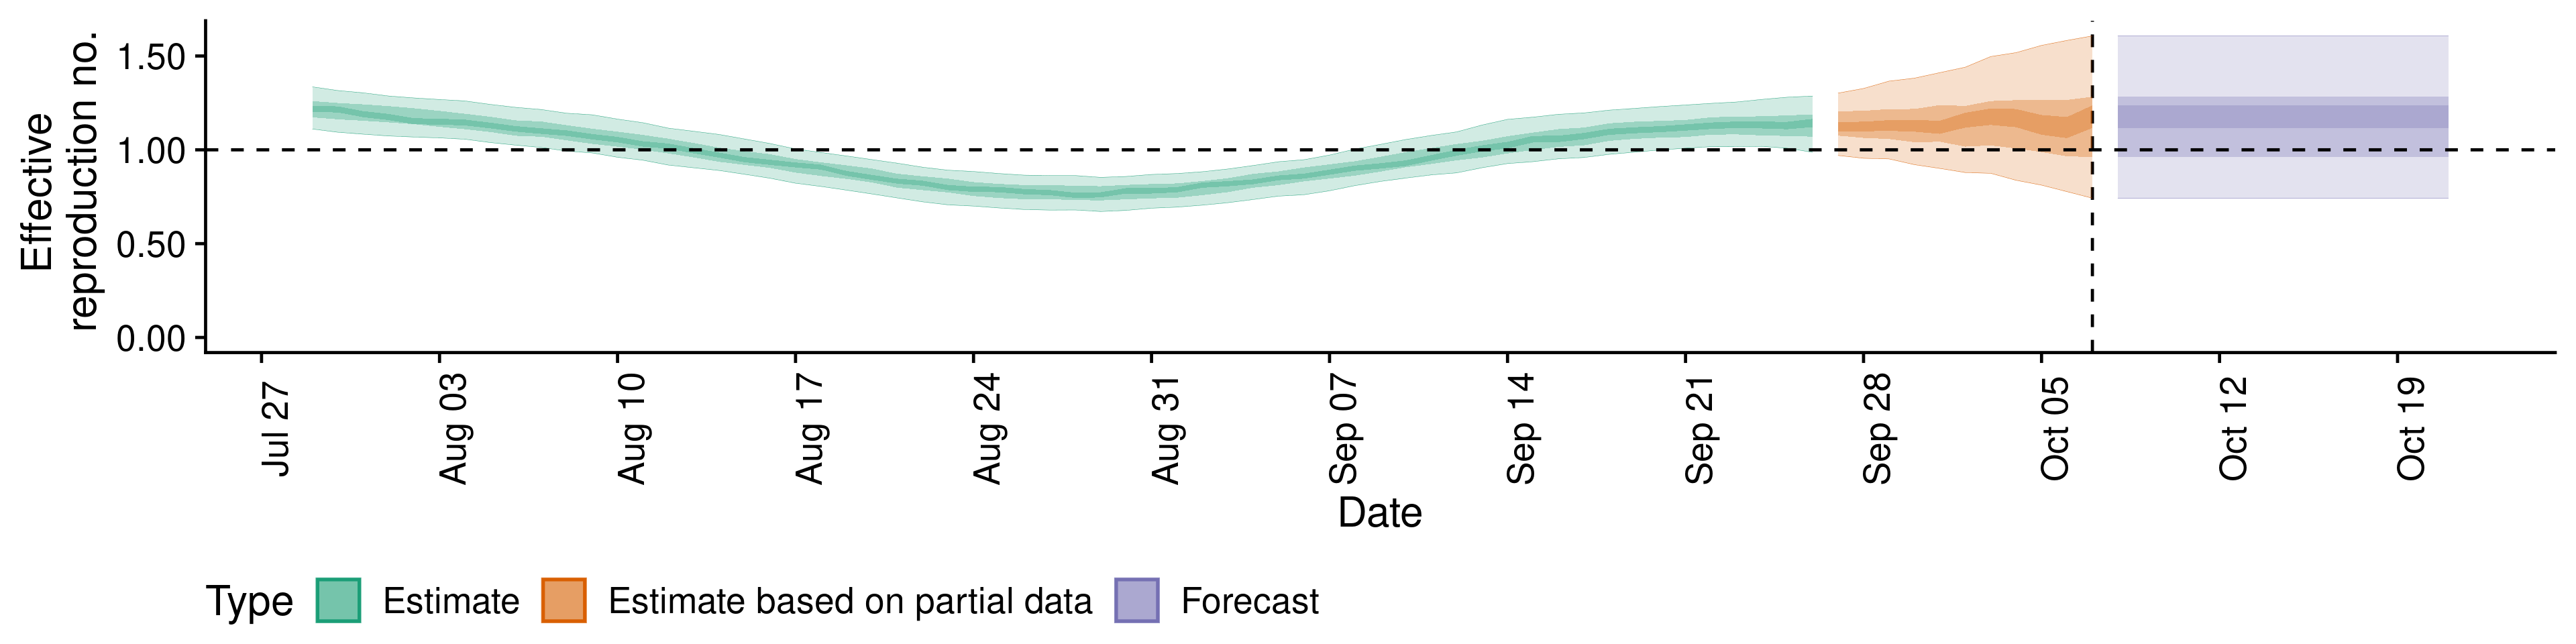 Effective
reproduction no.
1.50
1.00
0.50
0.00
Jul 27
Aug 03
Aug 10
Aug 17
Aug 24
Aug 31
Sep 07
Sep 14
Sep 21
Sep 28
Oct 05
Oct 12
Oct 19
Date
Type Estimate Estimate based on partial data Forecast